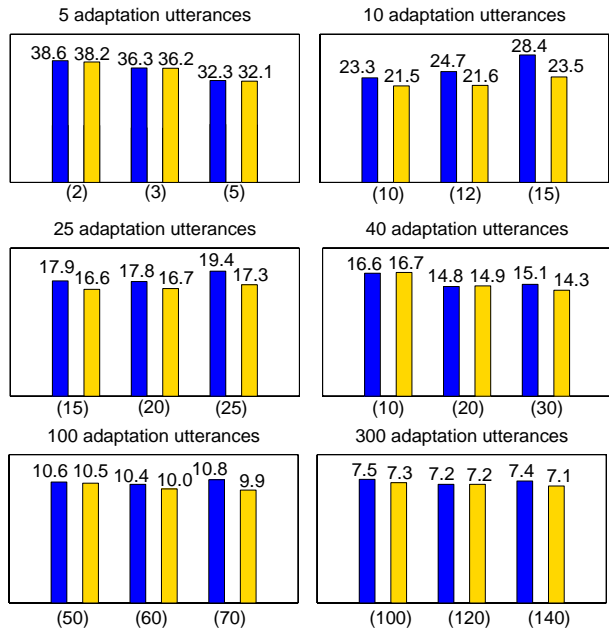 5 adaptation utterances
38.6 38.2 36.3 36.2 32.3 32.1
(2) (3) (5)
10 adaptation utterances
23.3 21.5 24.7 21.6 28.4 23.5
(10) (12) (15)
25 adaptation utterances
17.9 16.6 17.8 16.7 19.4 17.3
(15) (20) (25)
40 adaptation utterances
16.6 16.7 14.8 14.9 15.1 14.3
(10) (20) (30)
100 adaptation utterances
10.6 10.5 10.4 10.0 10.8 9.9
(50) (60) (70)
300 adaptation utterances
7.5 7.3 7.2 7.2 7.4 7.1
(100) (120) (140)